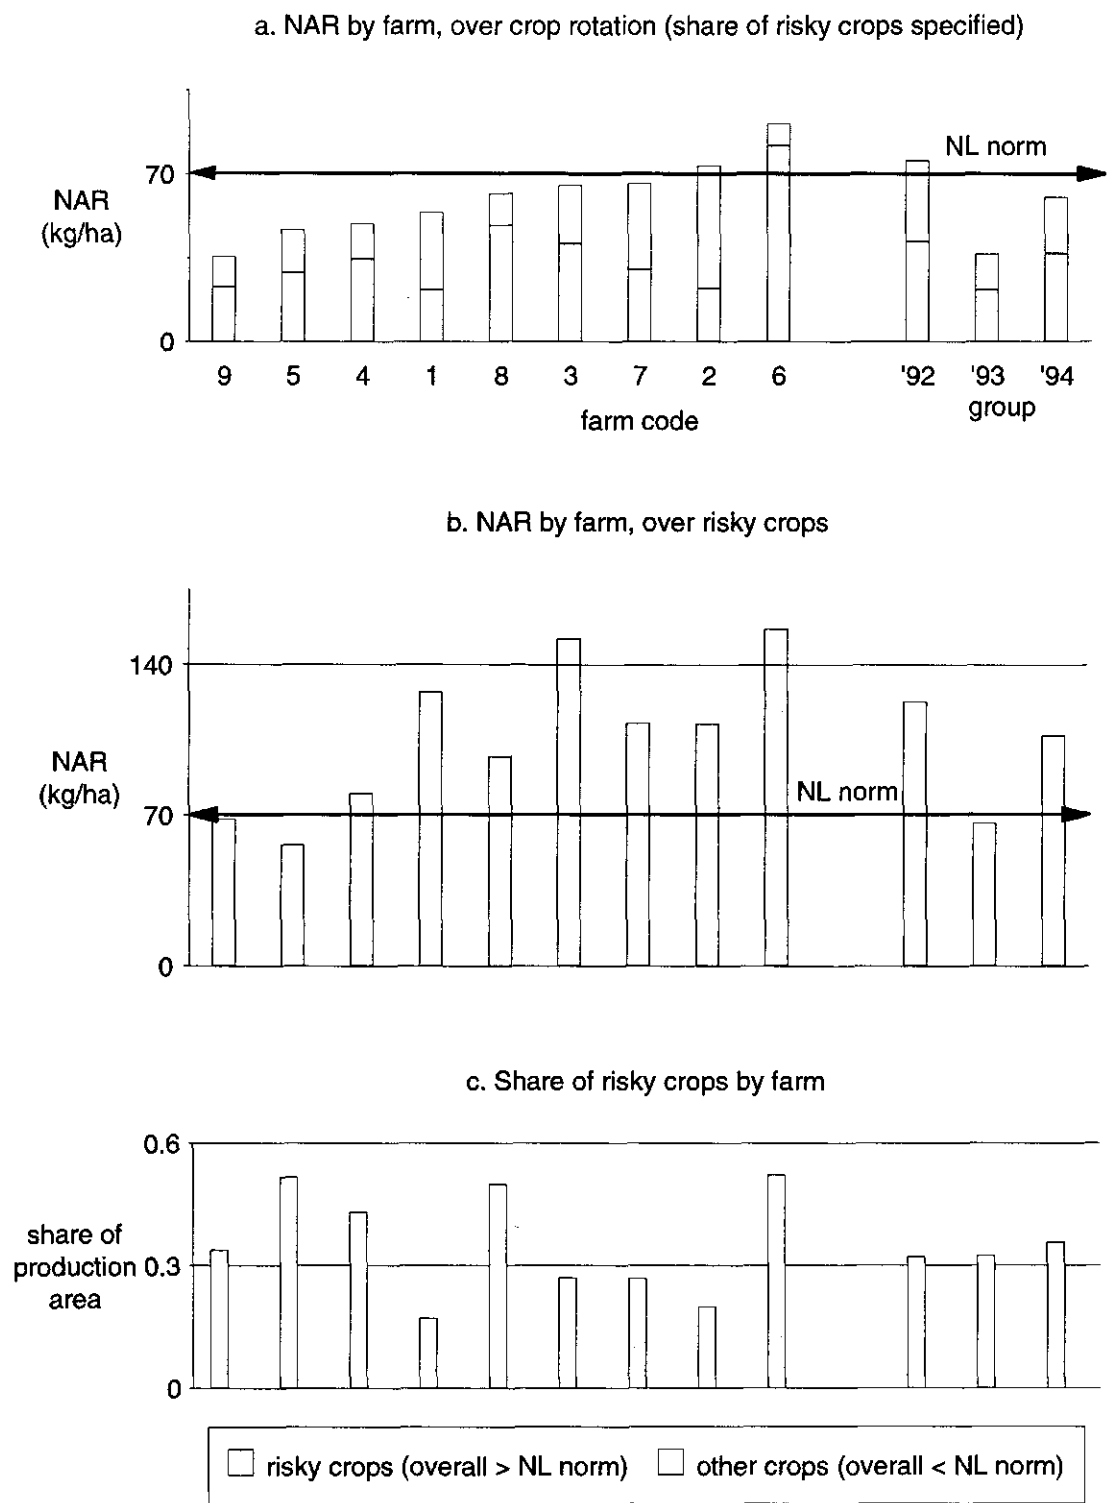 a. NAR by farm, over crop rotation (share of risky crops specified)
NL norm
70
NAR
(kg/ha)
0
9 5 4 1 8 3 7 2 6 '92 '93 '94
group
farm code
b. NAR by farm, over risky crops
140
NAR
(kg/ha)
NL norm
70
0
c. Share of risky crops by farm
0.6
share of
production 0.3
area
0
risky crops (overall > NL norm) other crops (overall < NL norm)